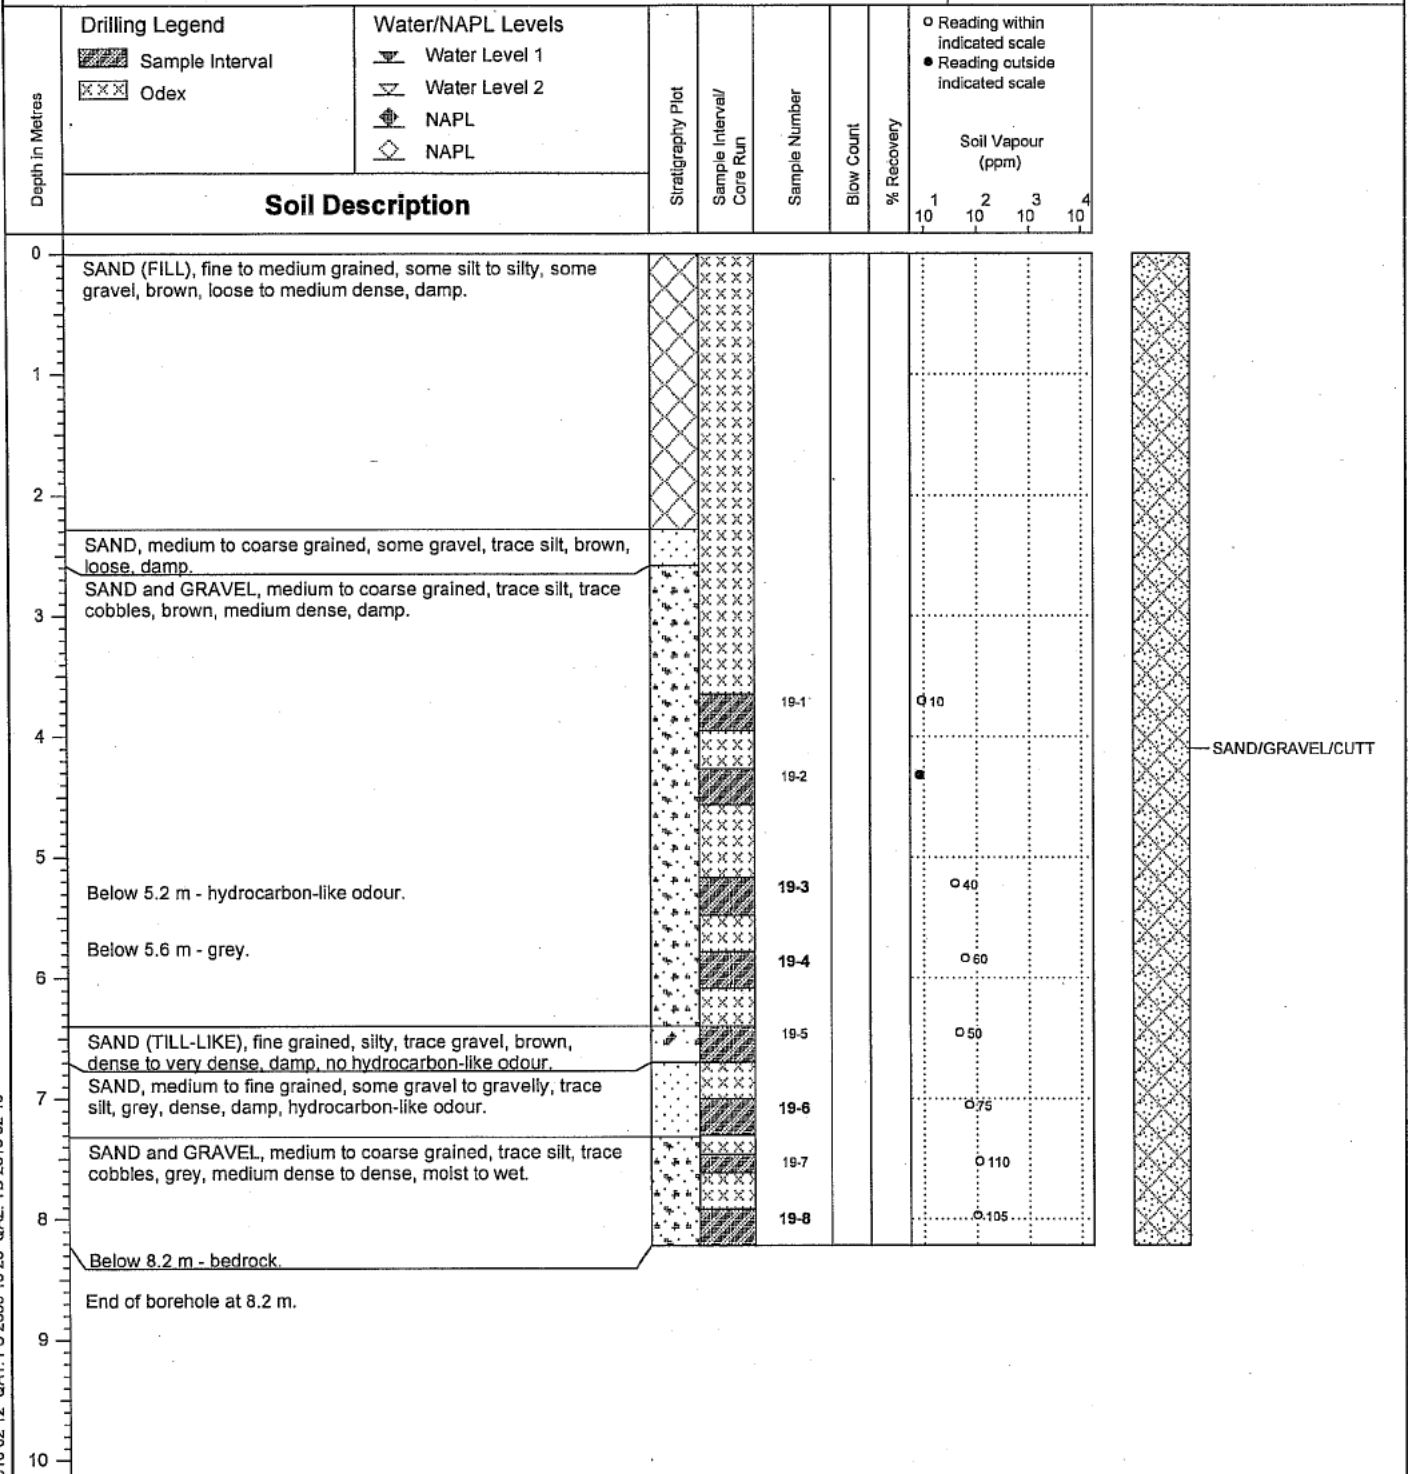 Drilling Legend
Sample Interval
Odex
Water/NAPL Levels
Water Level 1
Water Level 2
NAPL
NAPL
Depth in Metres
Soil Description
Stratigraphy Plot
Sample Interval/
Core Run
Sample Number
Blow Count
% Recovery
Reading within
indicated scale
Reading outside
indicated scale
Soil Vapour
(ppm)
1 2 3 4
10 10 10 10
0
SAND (FILL), fine to medium grained, some silt to silty, some
gravel, brown, loose to medium dense, damp.
1
2
SAND, medium to coarse grained, some gravel, trace silt, brown,
loose, damp.
SAND and GRAVEL, medium to coarse grained, trace silt, trace
cobbles, brown, medium dense, damp.
3
19-1 10
4
SAND/GRAVEL/CUTT
19-2
5
Below 5.2 m - hydrocarbon-like odour.
19-3 40
Below 5.6 m - grey.
19-4 60
6
SAND (TILL-LIKE), fine grained, silty, trace gravel, brown,
dense to very dense, damp, no hydrocarbon-like odour.
19-5 50
SAND, medium to fine grained, some gravel to gravelly, trace
silt, grey, dense, damp, hydrocarbon-like odour.
7
19-6 75
SAND and GRAVEL, medium to coarse grained, trace silt, trace
cobbles, grey, medium dense to dense, moist to wet.
19-7 110
8
19-8 105
Below 8.2 m - bedrock.
End of borehole at 8.2 m.
9
10